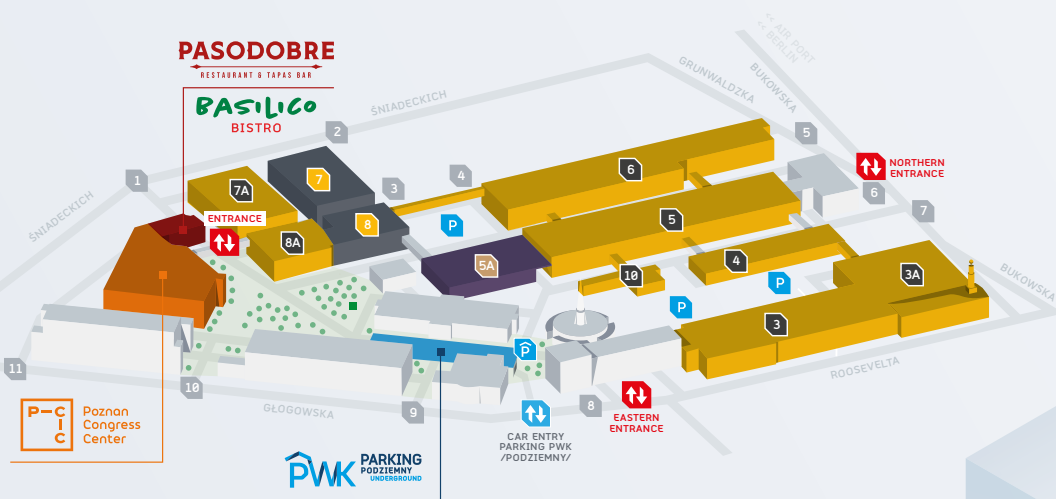 PASODOBRE
RESTAURANT & TAPAS BAR
BASILICO
BISTRO
<< AIR PORT
<< BERLIN
BUKOWSKA
GRUNWALDZKA
ŚNIADECKICH
ŚNIADECKICH
1
2
3
4
5
6
7
NORTHERN
ENTRANCE
ENTRANCE
7A
7
8
8A
6
5
5A
4
10
3A
3
P
P
P
P
BUKOWSKA
ROOSEVELTA
GŁOGOWSKA
11
10
9
8
EASTERN
ENTRANCE
CAR ENTRY
PARKING PWK
/PODZIEMNY/
P-C
I
C
Poznan
Congress
Center
PWK
PARKING
PODZIEMNY
UNDERGROUND